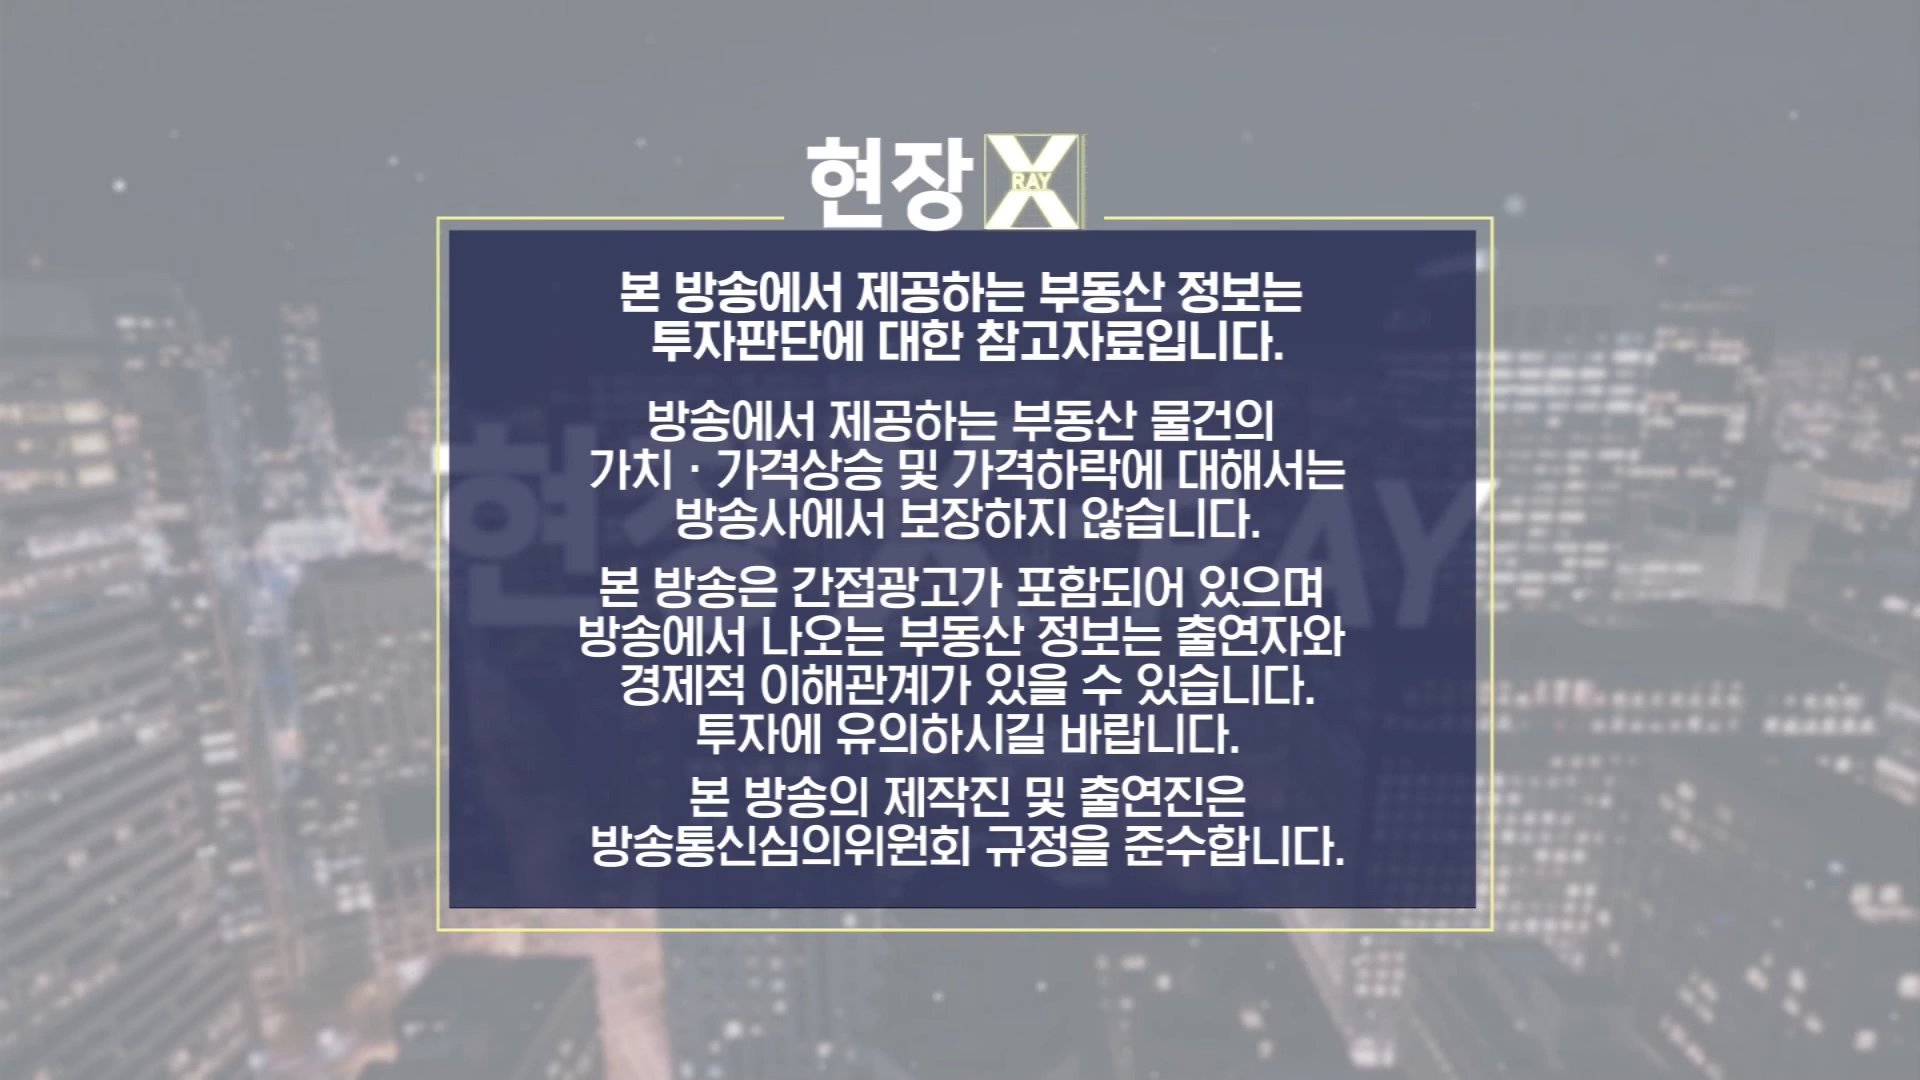 현장 X RAY
본 방송에서 제공하는 부동산 정보는
투자판단에 대한 참고자료입니다.
방송에서 제공하는 부동산 물건의
가치 · 가격상승 및 가격하락에 대해서는
방송사에서 보장하지 않습니다.
본 방송은 간접광고가 포함되어 있으며
방송에서 나오는 부동산 정보는 출연자와
경제적 이해관계가 있을 수 있습니다.
투자에 유의하시길 바랍니다.
본 방송의 제작진 및 출연진은
방송통신심의위원회 규정을 준수합니다.
현장 X RAY